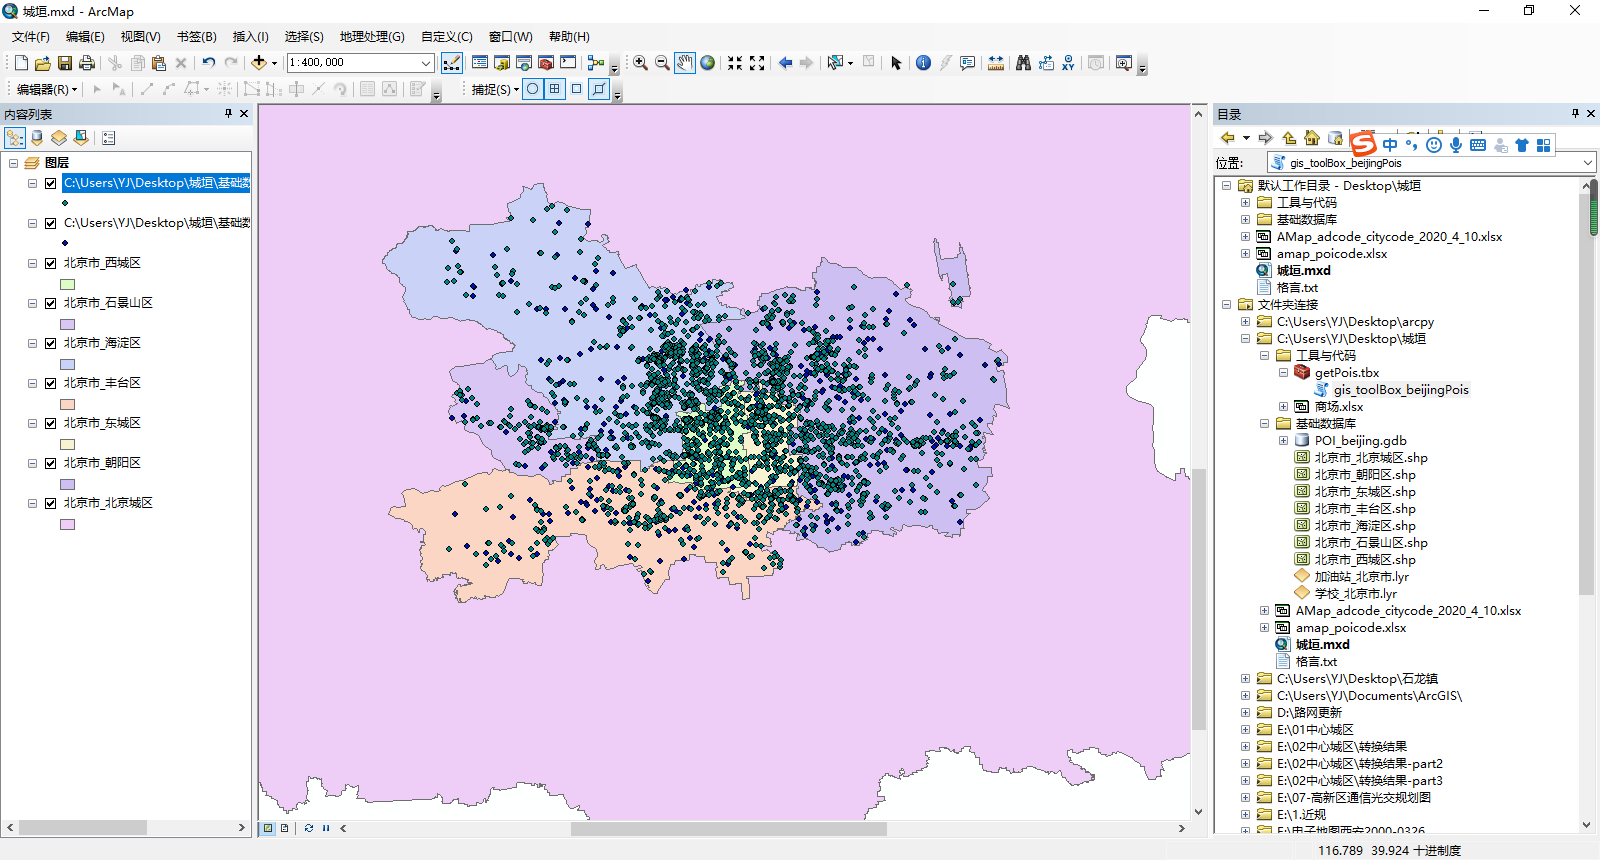 城垣.mxd - ArcMap
文件(F) 编辑(E) 视图(V) 书签(B) 插入(I) 选择(S) 地理处理(G) 自定义(C) 窗口(W) 帮助(H)
1:400,000
编辑器(R)
捕捉(S)
内容列表
图层
C:\Users\YJ\Desktop\城垣\基础数
C:\Users\YJ\Desktop\城垣\基础数
北京市_西城区
北京市_石景山区
北京市_海淀区
北京市_丰台区
北京市_东城区
北京市_朝阳区
北京市_北京城区
目录
中
位置:
gis_toolBox_beijingPois
默认工作目录 - Desktop\城垣
工具与代码
基础数据库
AMap_adcode_citycode_2020_4_10.xlsx
amap_poicode.xlsx
城垣.mxd
格言.txt
文件夹连接
C:\Users\YJ\Desktop\arcpy
C:\Users\YJ\Desktop\城垣
工具与代码
getPois.tbx
gis_toolBox_beijingPois
商场.xlsx
基础数据库
POI_beijing.gdb
北京市_北京城区.shp
北京市_朝阳区.shp
北京市_东城区.shp
北京市_丰台区.shp
北京市_海淀区.shp
北京市_石景山区.shp
北京市_西城区.shp
加油站_北京市.lyr
学校_北京市.lyr
AMap_adcode_citycode_2020_4_10.xlsx
amap_poicode.xlsx
城垣.mxd
格言.txt
C:\Users\YJ\Desktop\石龙镇
C:\Users\YJ\Documents\ArcGIS\
D:\路网更新
E:\01中心城区
E:\02中心城区\转换结果
E:\02中心城区\转换结果-part2
E:\02中心城区\转换结果-part3
E:\07-高新区通信光交规划图
E:\1.近规
E:\电子地图西安2000-0326
116.789 39.924 十进制度